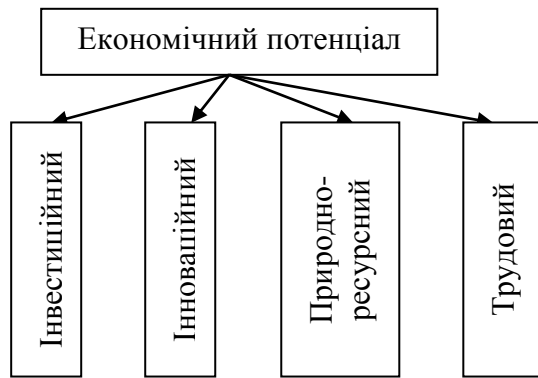 Економічний потенціал
Інвестиційний
Інноваційний
Природно-
ресурсний
Трудовий